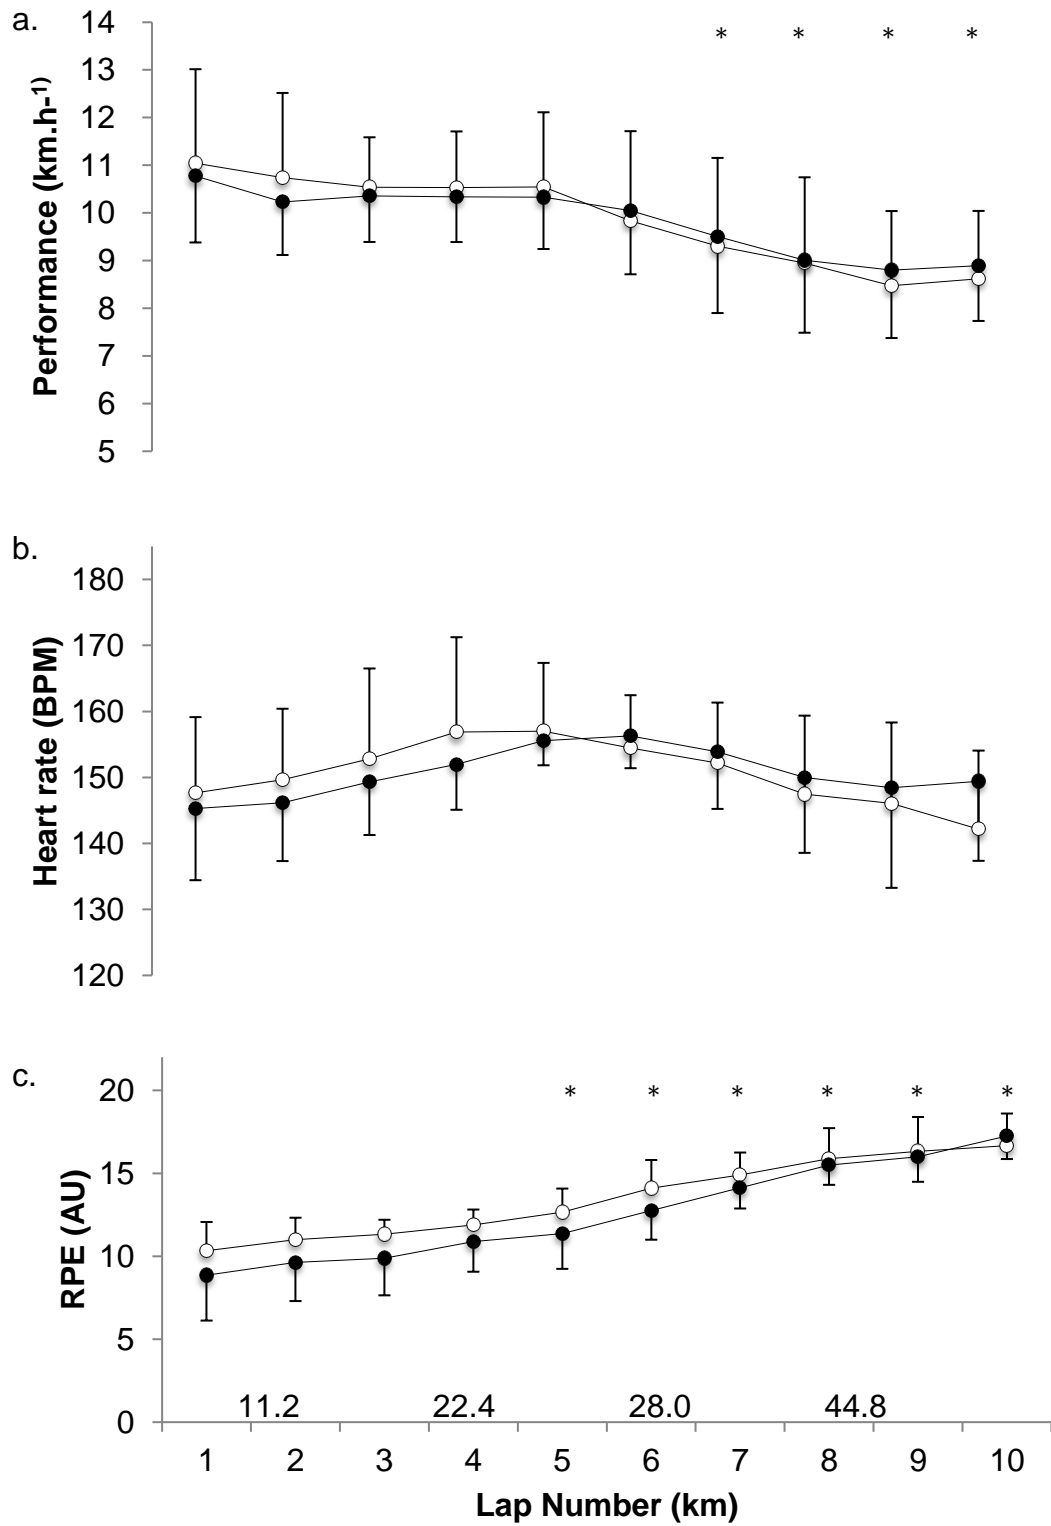 a.
14
* * * *
13
12
11
10
9
8
7
6
5
Performance (km.h-¹)
b.
180
170
160
150
140
130
120
Heart rate (BPM)
c.
20
* * * * * *
15
10
5
0
RPE (AU)
11.2 22.4 28.0 44.8
1 2 3 4 5 6 7 8 9 10
Lap Number (km)